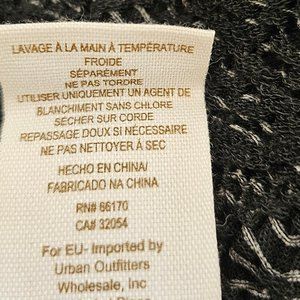 LAVAGE À LA MAIN À TEMPÉRATURE
FROIDE
SÉPARÉMENT
NE PAS TORDRE
UTILISER UNIQUEMENT UN AGENT DE
BLANCHIMENT SANS CHLORE
SÉCHER SUR CORDE
REPASSAGE DOUX SI NÉCESSAIRE
NE PAS NETTOYER À SEC
HECHO EN CHINA/
FABRICADO NA CHINA
RN# 66170
CA# 32054
For EU- Imported by
Urban Outfitters
Wholesale, Inc